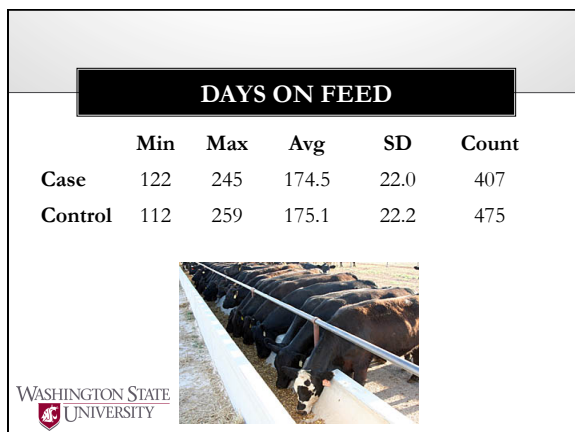 DAYS ON FEED
Min Max Avg SD Count
Case 122 245 174.5 22.0 407
Control 112 259 175.1 22.2 475
WASHINGTON STATE
UNIVERSITY